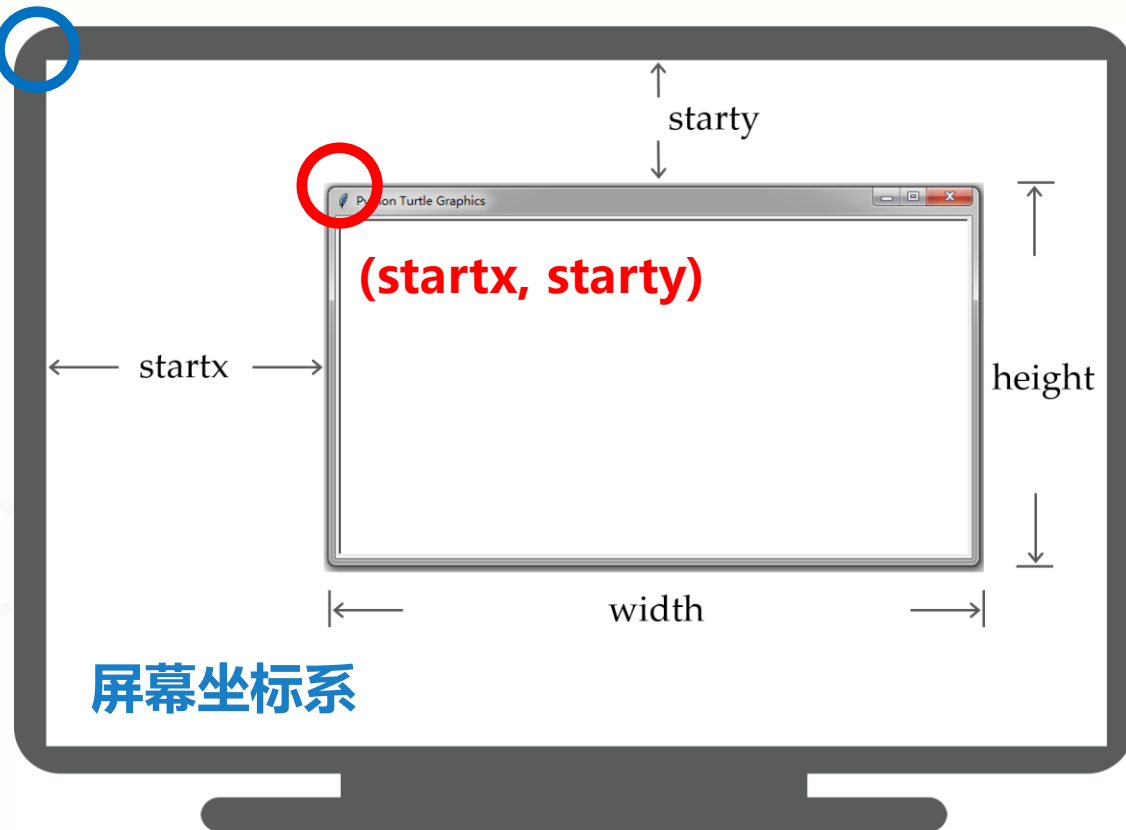 starty
Python Turtle Graphics
(startx, starty)
startx
height
width
屏幕坐标系